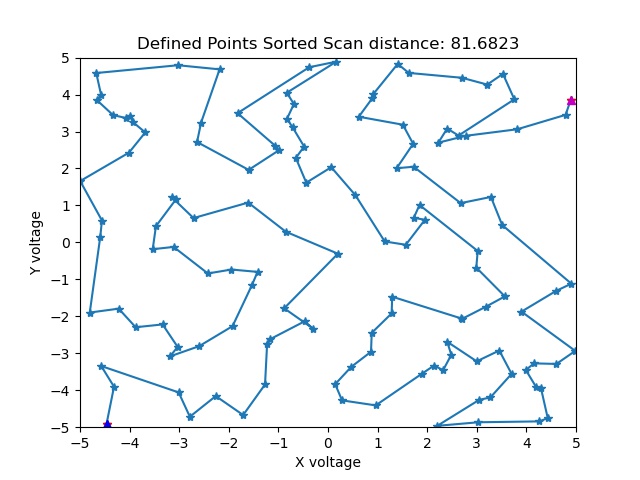 Defined Points Sorted Scan distance: 81.6823
5
4
3
2
1
0
−1
−2
−3
−4
−5
Y voltage
−5 −4 −3 −2 −1 0 1 2 3 4 5
X voltage